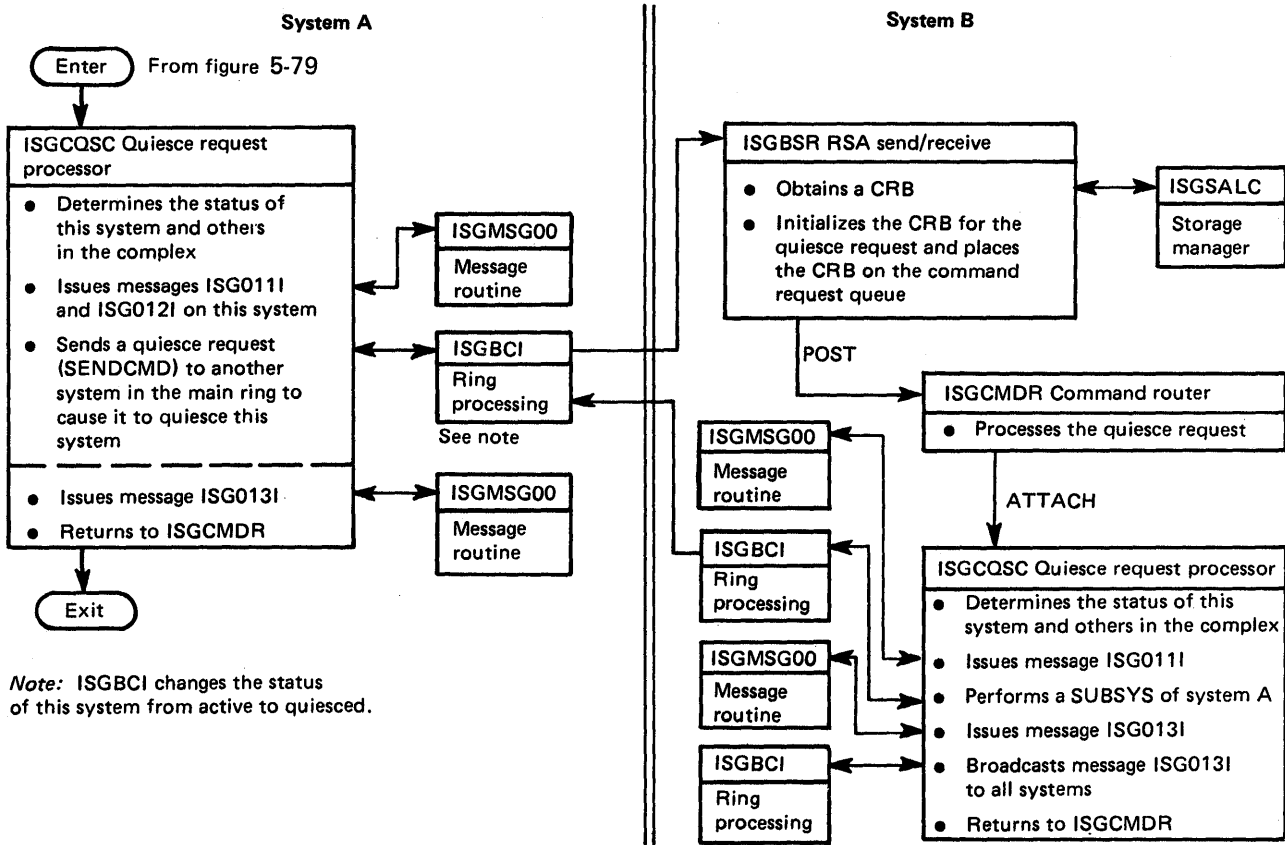 System A
Enter From figure 5-79
ISGCQSC Quiesce request
processor
● Determines the status of
this system and others
in the complex
● Issues messages ISG011I
and ISG012I on this system
● Sends a quiesce request
(SENDCMD) to another
system in the main ring to
cause it to quiesce this
system
● Issues message ISG013I
● Returns to ISGCMDR
Exit
Note: ISGBCI changes the status
of this system from active to quiesced.
ISGMSG00
Message
routine
ISGBCI
Ring
processing
See note
ISGMSG00
Message
routine
System B
ISGBSR RSA send/receive
● Obtains a CRB
● Initializes the CRB for the
quiesce request and places
the CRB on the command
request queue
ISGSALC
Storage
manager
POST
ISGCMDR Command router
● Processes the quiesce request
ATTACH
ISGMSG00
Message
routine
ISGBCI
Ring
processing
ISGMSG00
Message
routine
ISGBCI
Ring
processing
ISGCQSC Quiesce request processor
● Determines the status of this
system and others in the complex
● Issues message ISG011I
● Performs a SUBSYS of system A
● Issues message ISG013I
● Broadcasts message ISG013I
to all systems
● Returns to ISGCMDR